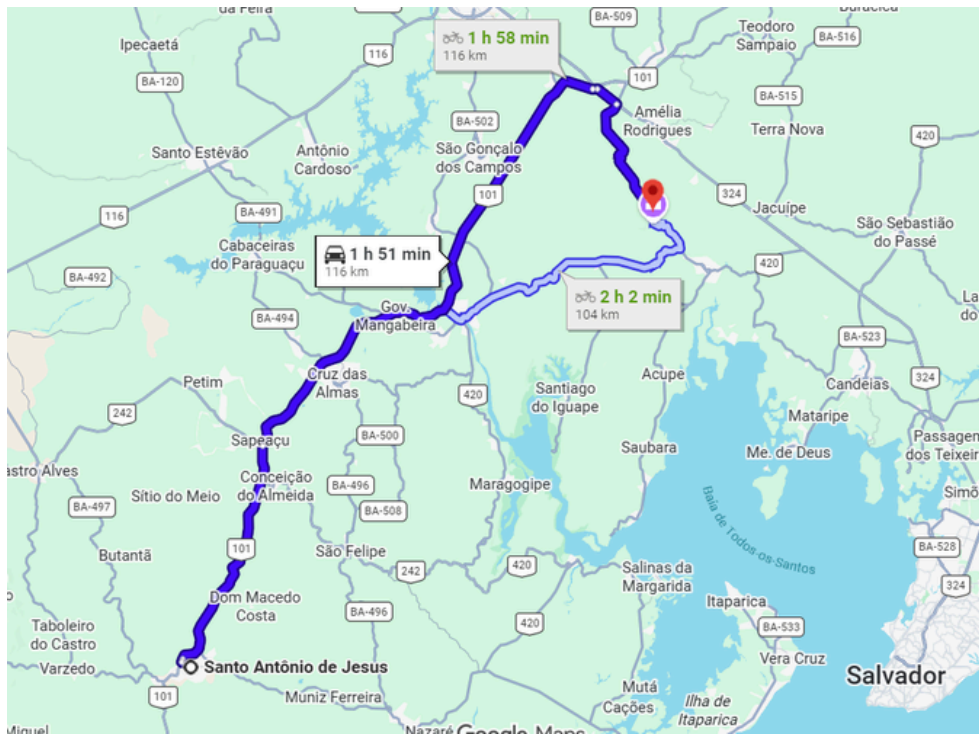 da Feira
BA-509
Buracica
Teodoro
Sampaio
BA-516
Ipecaetá
1 h 58 min
116 km
116
101
BA-120
BA-515
Amélia
Rodrigues
Terra Nova
BA-502
420
Santo Estêvão
Antônio
Cardoso
São Gonçalo
dos Campos
101
324
Jacuípe
116
BA-491
São Sebastião
do Passé
Cabaceiras
do Paraguaçu
1 h 51 min
116 km
420
BA-492
2 h 2 min
104 km
La
do
Gov.
Mangabeira
BA-494
BA-523
Cruz das
Almas
Acupe
324
Candeias
Petim
420
Santiago
do Iguape
242
Mataripe
BA-500
Sapeaçu
Saubara
Me. de Deus
Passagem
dos Teixeir
astro Alves
Conceição
do Almeida
BA-496
Maragogipe
Sítio do Meio
BA-497
BA-508
Simõ
Baía de Todos-os-Santos
Butantã
101
São Felipe
BA-528
242
420
Salinas da
Margarida
324
Dom Macedo
Costa
BA-496
Itaparica
Taboleiro
do Castro
420
BA-533
Varzedo
Santo Antônio de Jesus
Vera Cruz
Salvador
101
Muniz Ferreira
Mutá
Cações
Ilha de
Itaparica
Miguel
Nazaré
Google Maps